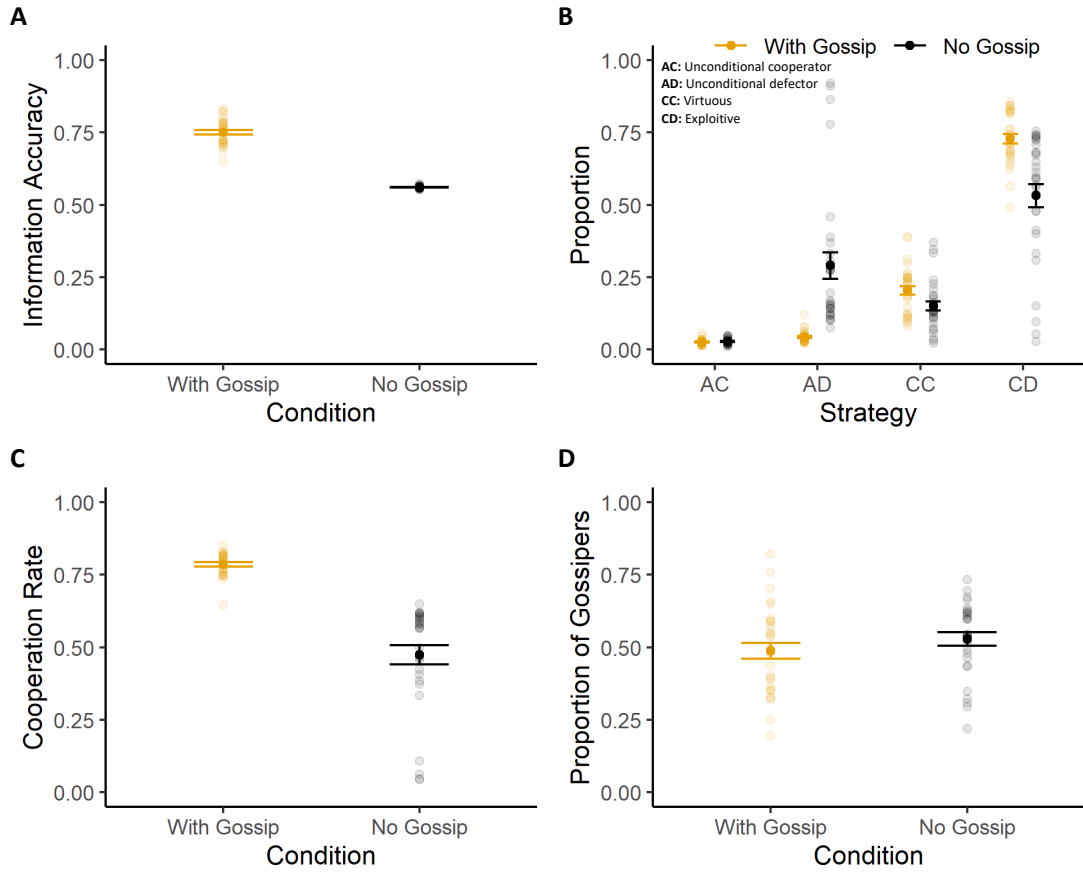 A
1.00
0.75
0.50
0.25
0.00
Information Accuracy
With Gossip No Gossip
Condition
B
With Gossip No Gossip
AC: Unconditional cooperator
AD: Unconditional defector
CC: Virtuous
CD: Exploitive
1.00
0.75
0.50
0.25
0.00
Proportion
AC AD CC CD
Strategy
C
1.00
0.75
0.50
0.25
0.00
Cooperation Rate
With Gossip No Gossip
Condition
D
1.00
0.75
0.50
0.25
0.00
Proportion of Gossipers
With Gossip No Gossip
Condition